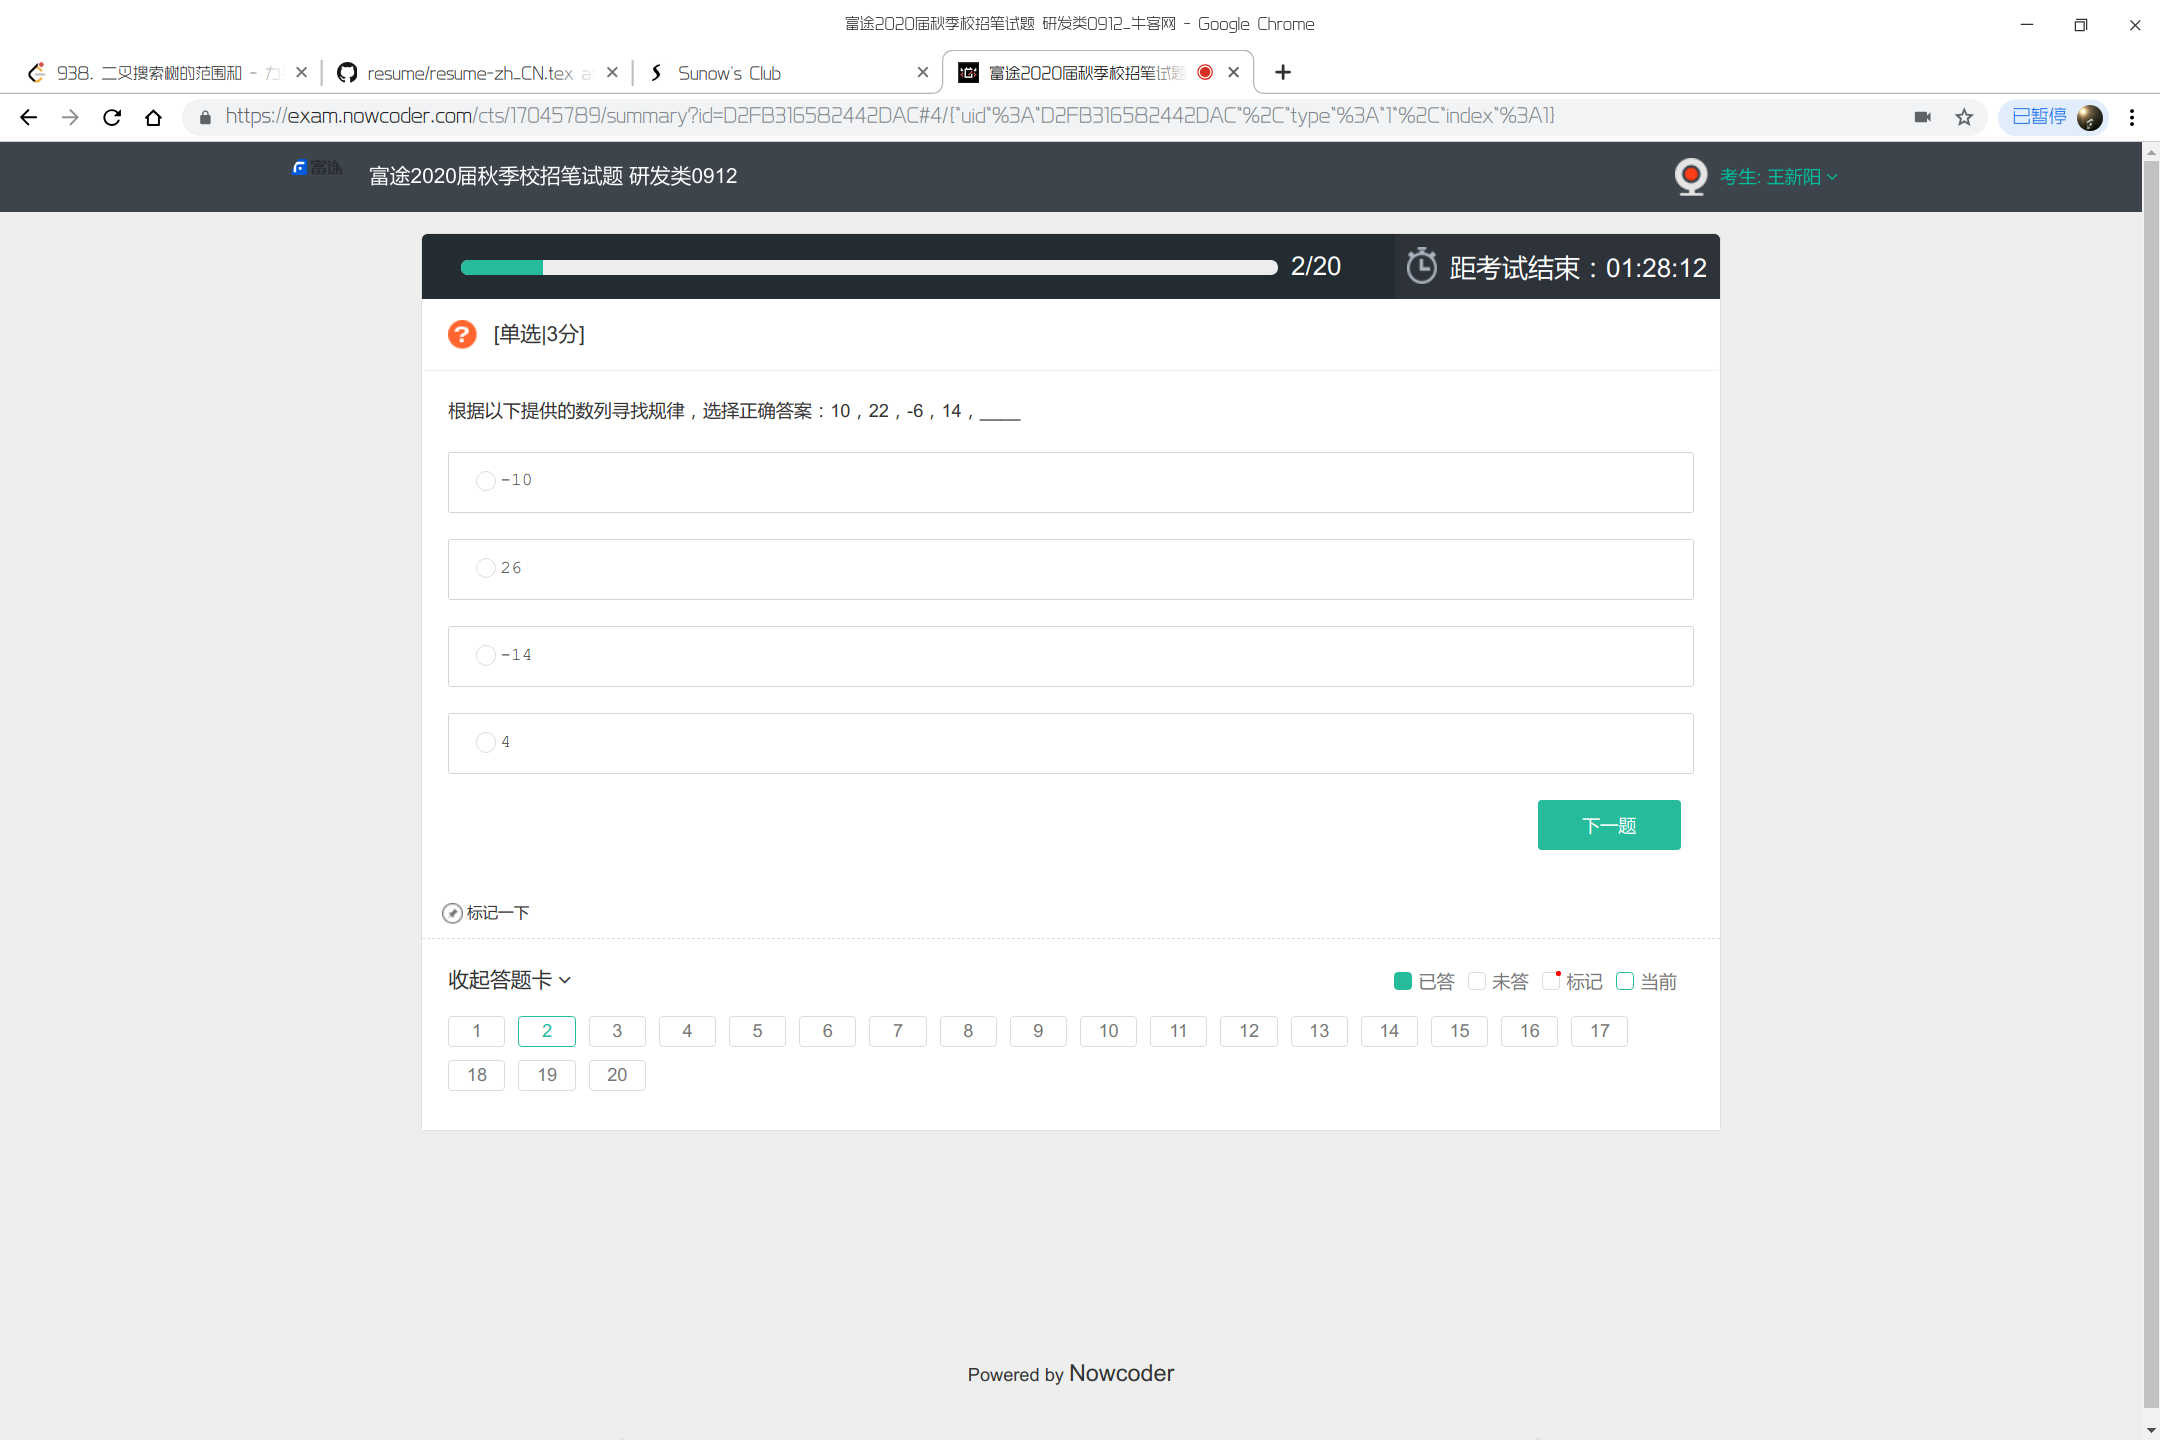 富途2020届秋季校招笔试题 研发类0912_牛客网 - Google Chrome
938. 二叉搜索树的范围和 - 力
resume/resume-zh_CN.tex at
Sunow's Club
富途2020届秋季校招笔试题
https://exam.nowcoder.com/cts/17045789/summary?id=D2FB316582442DAC#4/{"uid"%3A"D2FB316582442DAC"%2C"type"%3A"1"%2C"index"%3A1}
已暂停
富途
富途2020届秋季校招笔试题 研发类0912
考生: 王新阳
2/20
距考试结束：01:28:12
[单选|3分]
根据以下提供的数列寻找规律，选择正确答案：10，22，-6，14，____
-10
26
-14
4
下一题
标记一下
收起答题卡
已答 未答 标记 当前
1 2 3 4 5 6 7 8 9 10 11 12 13 14 15 16 17
18 19 20
Powered by Nowcoder